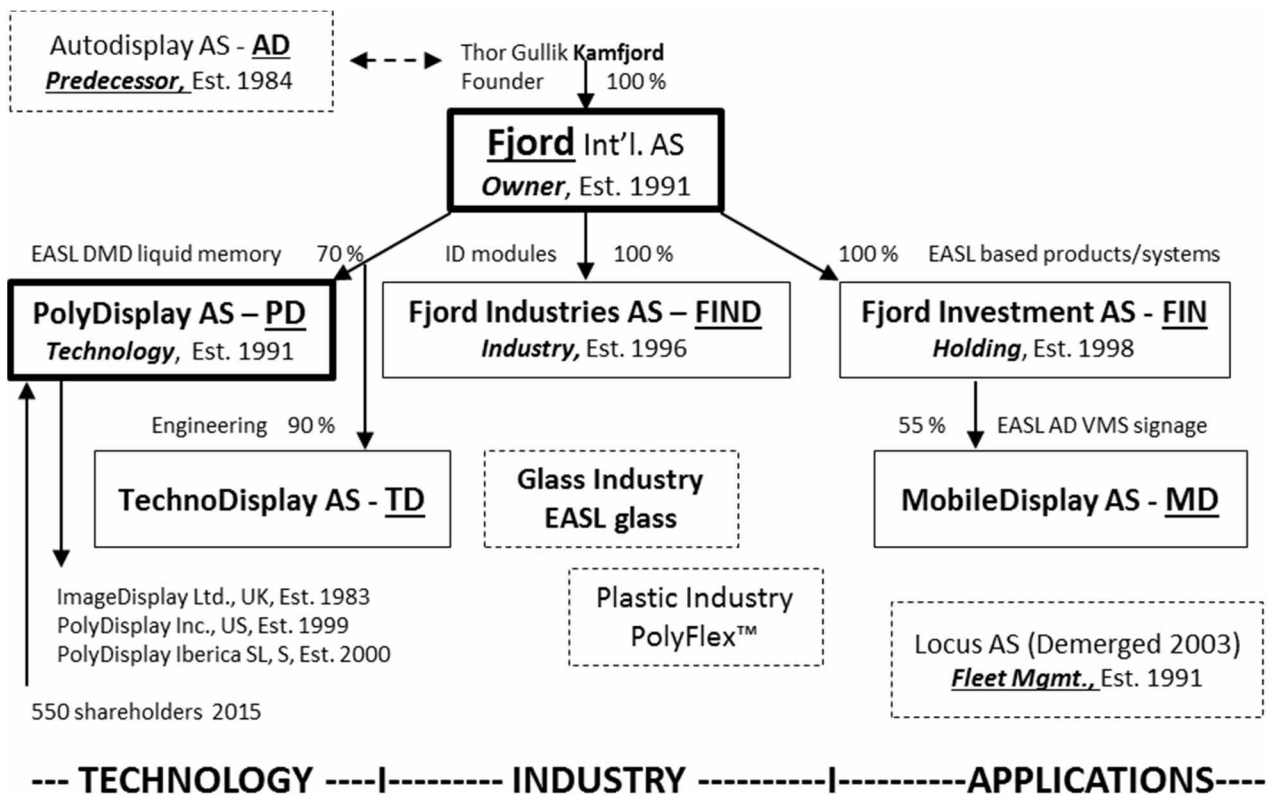 Autodisplay AS - AD
Predecessor, Est. 1984
Thor Gullik Kamfjord
Founder 100 %
Fjord Int’l. AS
Owner, Est. 1991
EASL DMD liquid memory 70 %
ID modules 100 %
100 % EASL based products/systems
PolyDisplay AS – PD
Technology, Est. 1991
Fjord Industries AS – FIND
Industry, Est. 1996
Fjord Investment AS - FIN
Holding, Est. 1998
Engineering 90 %
55 % EASL AD VMS signage
TechnoDisplay AS - TD
Glass Industry
EASL glass
MobileDisplay AS - MD
ImageDisplay Ltd., UK, Est. 1983
PolyDisplay Inc., US, Est. 1999
PolyDisplay Iberica SL, S, Est. 2000
Plastic Industry
PolyFlex™
Locus AS (Demerged 2003)
Fleet Mgmt., Est. 1991
550 shareholders 2015
--- TECHNOLOGY ----I--------- INDUSTRY ----------I----------APPLICATIONS----